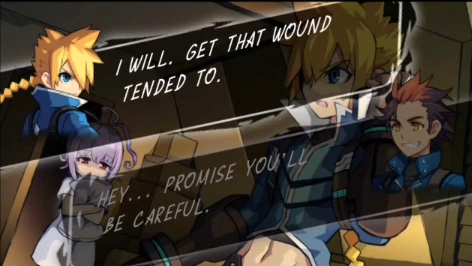 I WILL. GET THAT WOUND
TENDED TO.
HEY... PROMISE YOU'LL
BE CAREFUL.